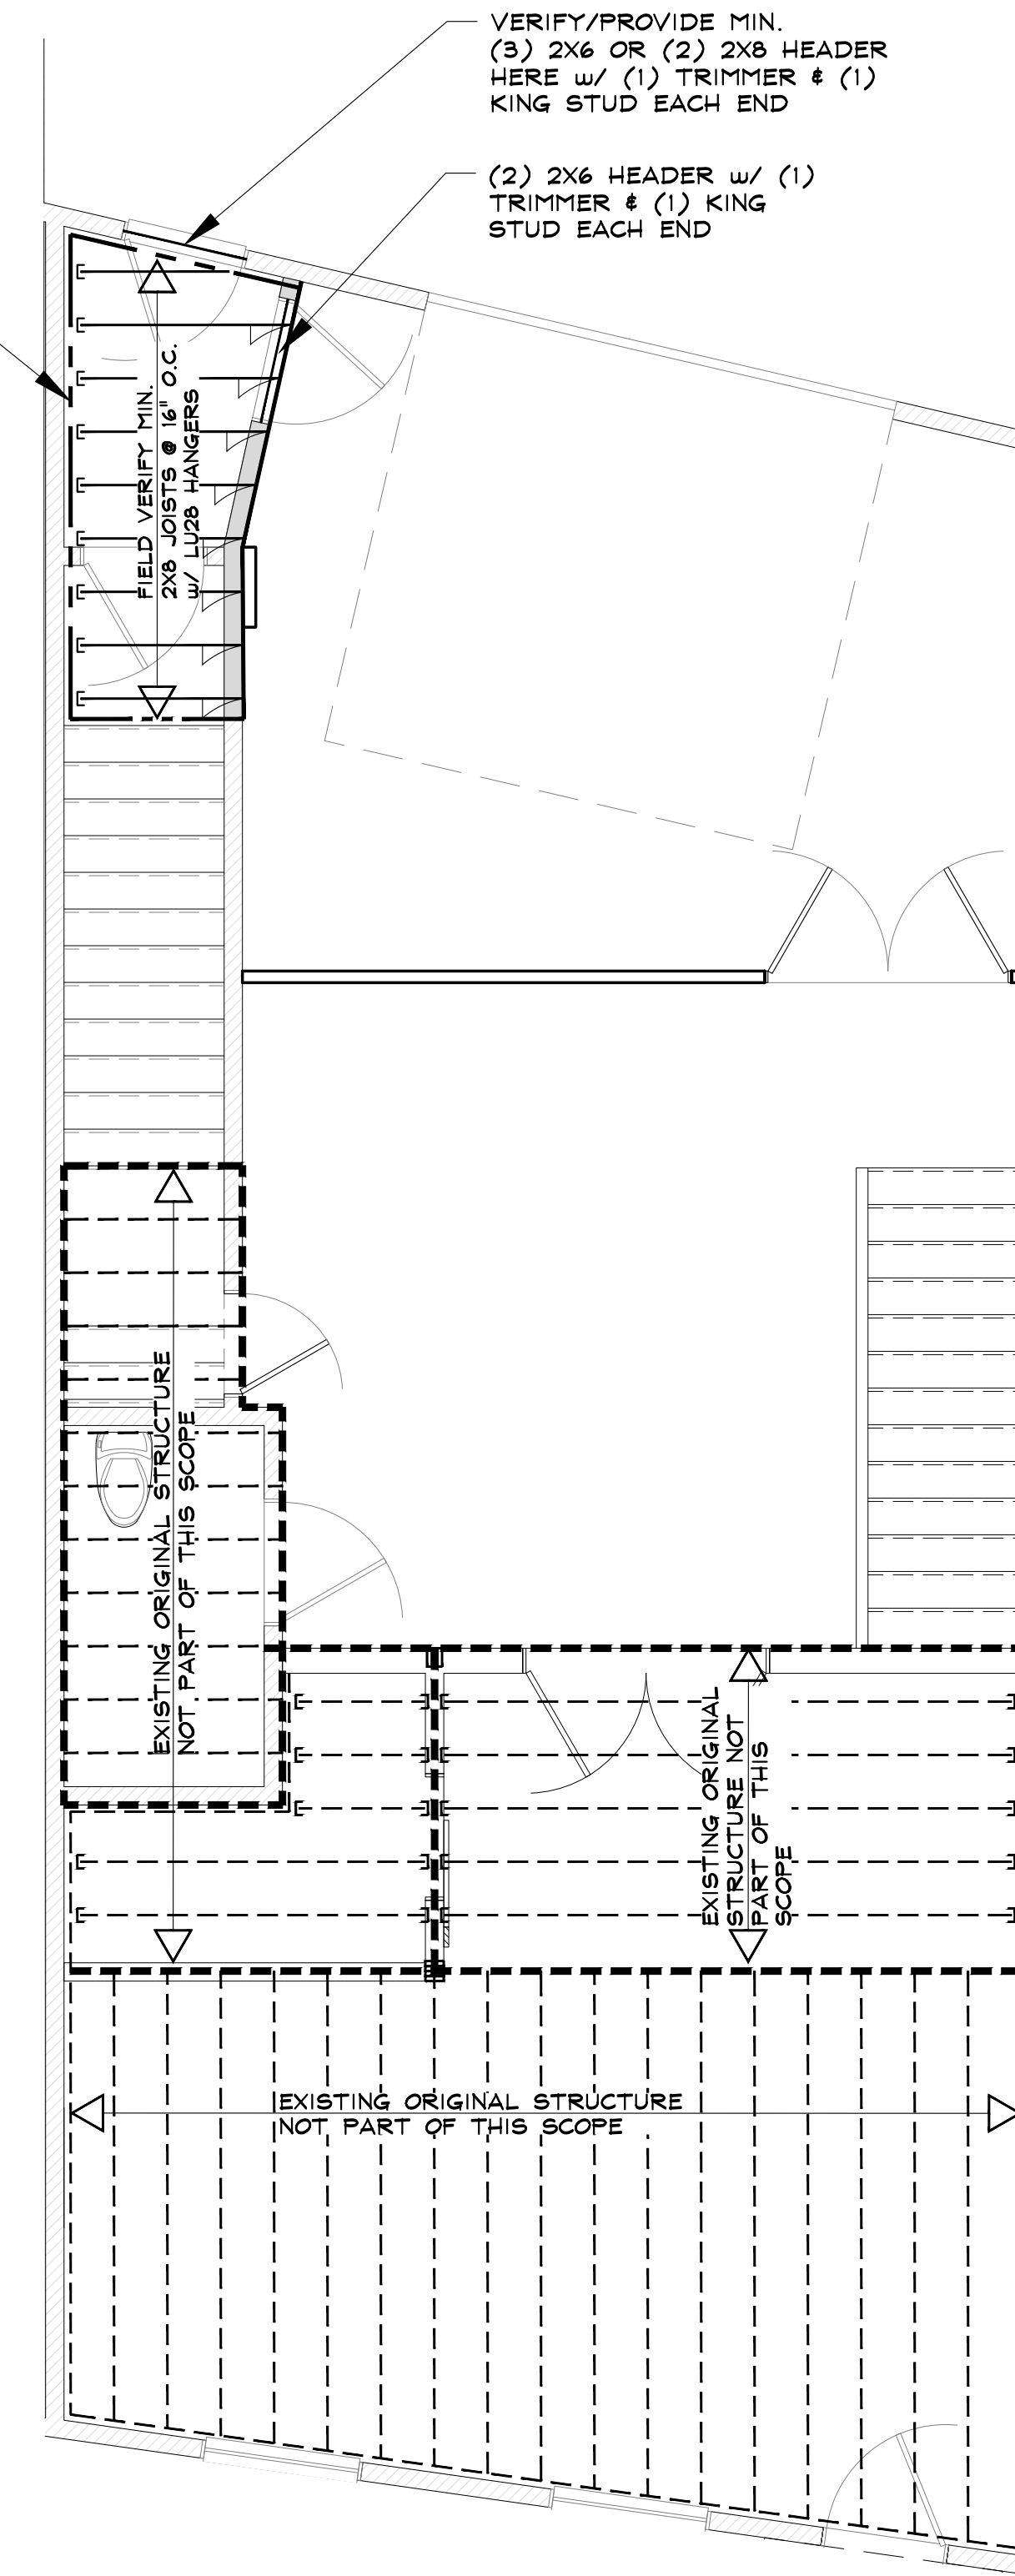 VERIFY/PROVIDE MIN.
(3) 2X6 OR (2) 2X8 HEADER
HERE w/ (1) TRIMMER & (1)
KING STUD EACH END
(2) 2X6 HEADER w/ (1)
TRIMMER & (1) KING
STUD EACH END
FIELD VERIFY MIN.
2X8 JOISTS @ 16" O.C.
w/ LU28 HANGERS
EXISTING ORIGINAL STRUCTURE
NOT PART OF THIS SCOPE
EXISTING ORIGINAL
STRUCTURE NOT
PART OF THIS
SCOPE
EXISTING ORIGINAL STRUCTURE
NOT PART OF THIS SCOPE